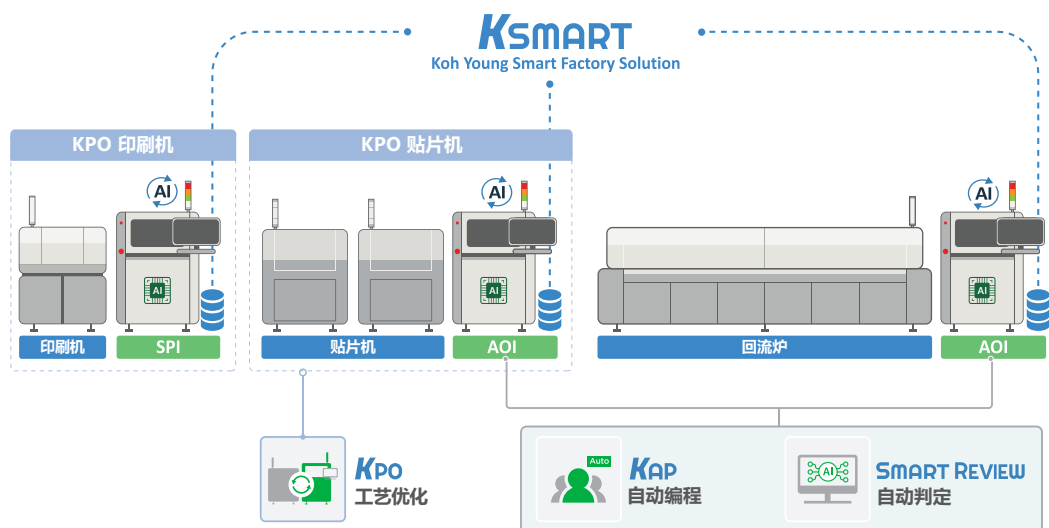 KSMART
Koh Young Smart Factory Solution
KPO 印刷机
KPO 贴片机
AI
AI
AI
AI
AI
AI
印刷机
SPI
贴片机
AOI
回流炉
AOI
KPO
工艺优化
Auto
KAP
自动编程
AI
SMART REVIEW
自动判定